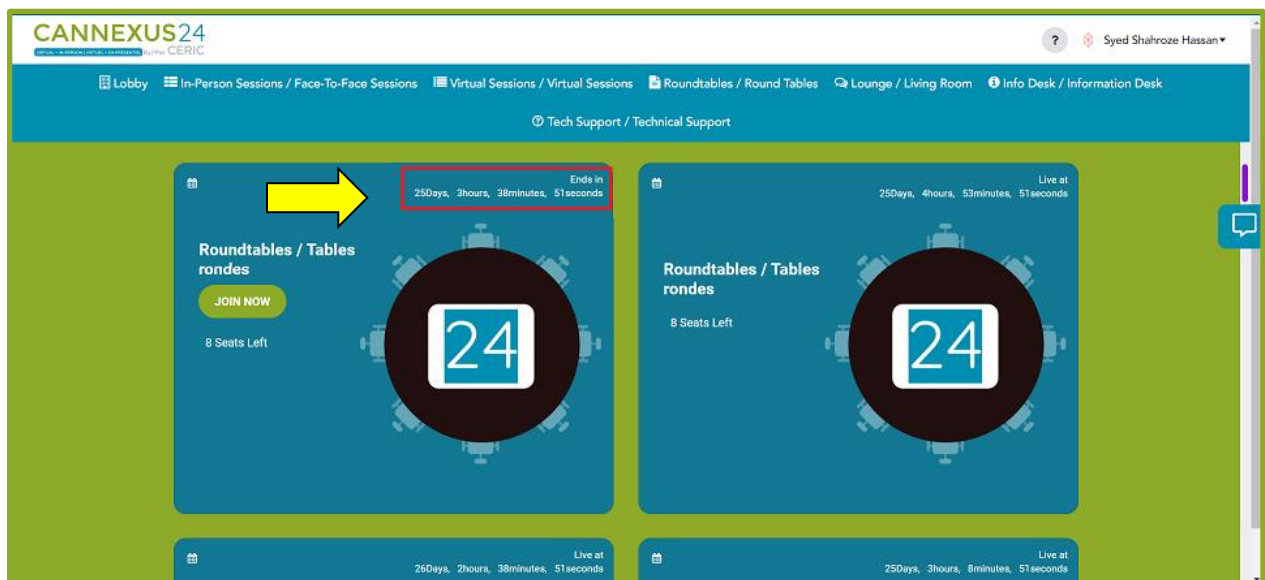 CANNEXUS24
By/Par CERIC
?
Syed Shahroze Hassan
Lobby
In-Person Sessions / Face-To-Face Sessions
Virtual Sessions / Virtual Sessions
Roundtables / Round Tables
Lounge / Living Room
Info Desk / Information Desk
Tech Support / Technical Support
Ends in
25Days, 3hours, 38minutes, 51seconds
Roundtables / Tables
rondes
JOIN NOW
8 Seats Left
24
Live at
25Days, 4hours, 53minutes, 51seconds
Roundtables / Tables
rondes
8 Seats Left
24
Live at
26Days, 2hours, 38minutes, 51seconds
Live at
25Days, 3hours, 8minutes, 51seconds